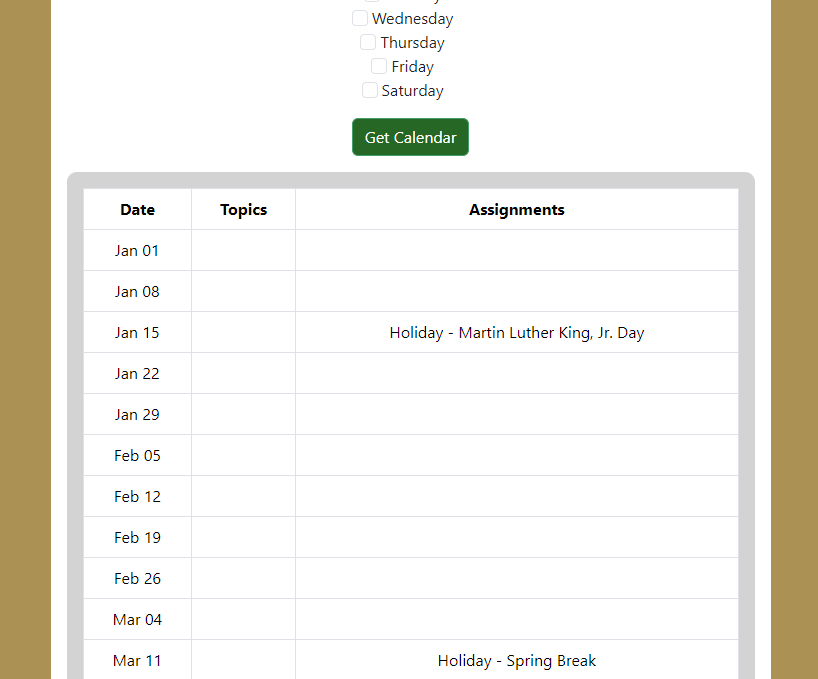 Wednesday
Thursday
Friday
Saturday
Get Calendar
Date Topics Assignments
Jan 01
Jan 08
Jan 15 Holiday - Martin Luther King, Jr. Day
Jan 22
Jan 29
Feb 05
Feb 12
Feb 19
Feb 26
Mar 04
Mar 11 Holiday - Spring Break